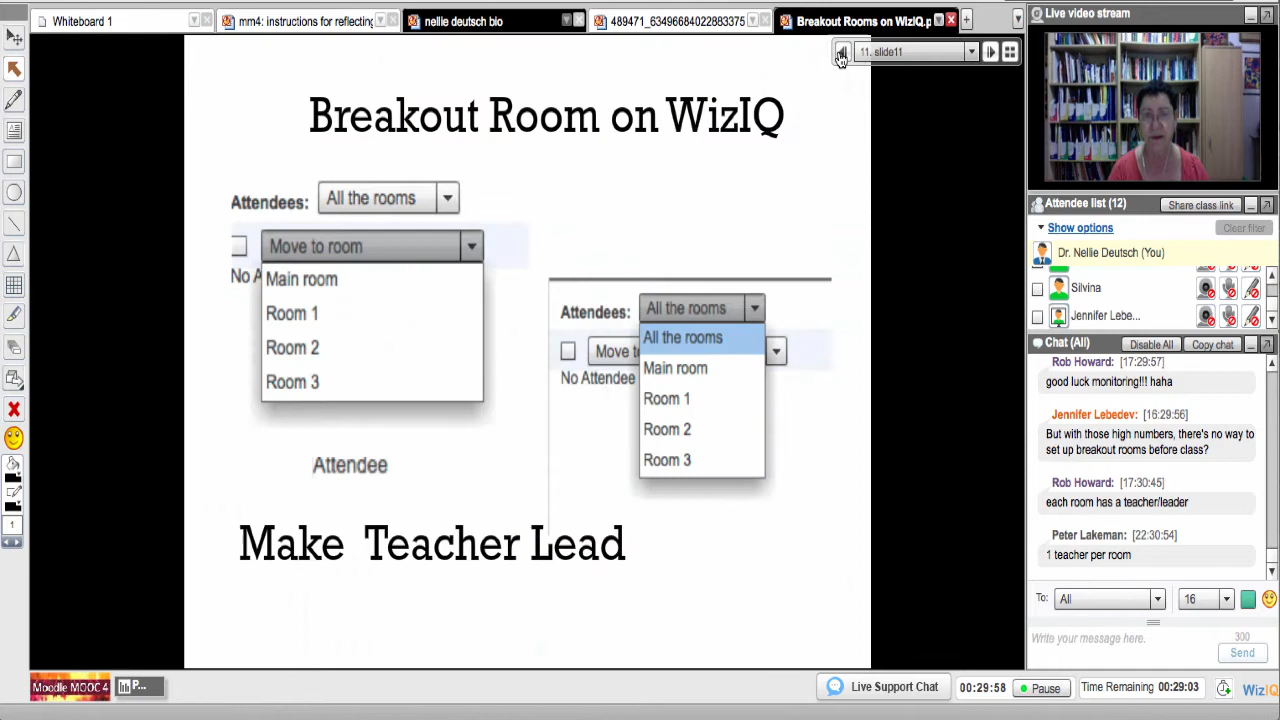 Whiteboard 1
mm4: instructions for reflecting
nellie deutsch bio
489471_63496684022883375
Breakout Rooms on WizIQ.p
Live video stream
11. slide11
Breakout Room on WizIQ
Attendees: All the rooms
Move to room
No A
Main room
Room 1
Room 2
Room 3
Attendee
Attendees: All the rooms
All the rooms
Move to
No Attendee
Main room
Room 1
Room 2
Room 3
Make Teacher Lead
Attendee list (12)
Share class link
Show options
Clear filter
Dr. Nellie Deutsch (You)
Silvina
Jennifer Lebe...
Chat (All)
Disable All
Copy chat
Rob Howard: [17:29:57]
good luck monitoring!!! haha
Jennifer Lebedev: [16:29:56]
But with those high numbers, there's no way to
set up breakout rooms before class?
Rob Howard: [17:30:45]
each room has a teacher/leader
Peter Lakeman: [22:30:54]
1 teacher per room
To: All
16
Write your message here.
300
Send
1
Moodle MOOC 4
P...
Live Support Chat
00:29:58
Pause
Time Remaining 00:29:03
WizIQ